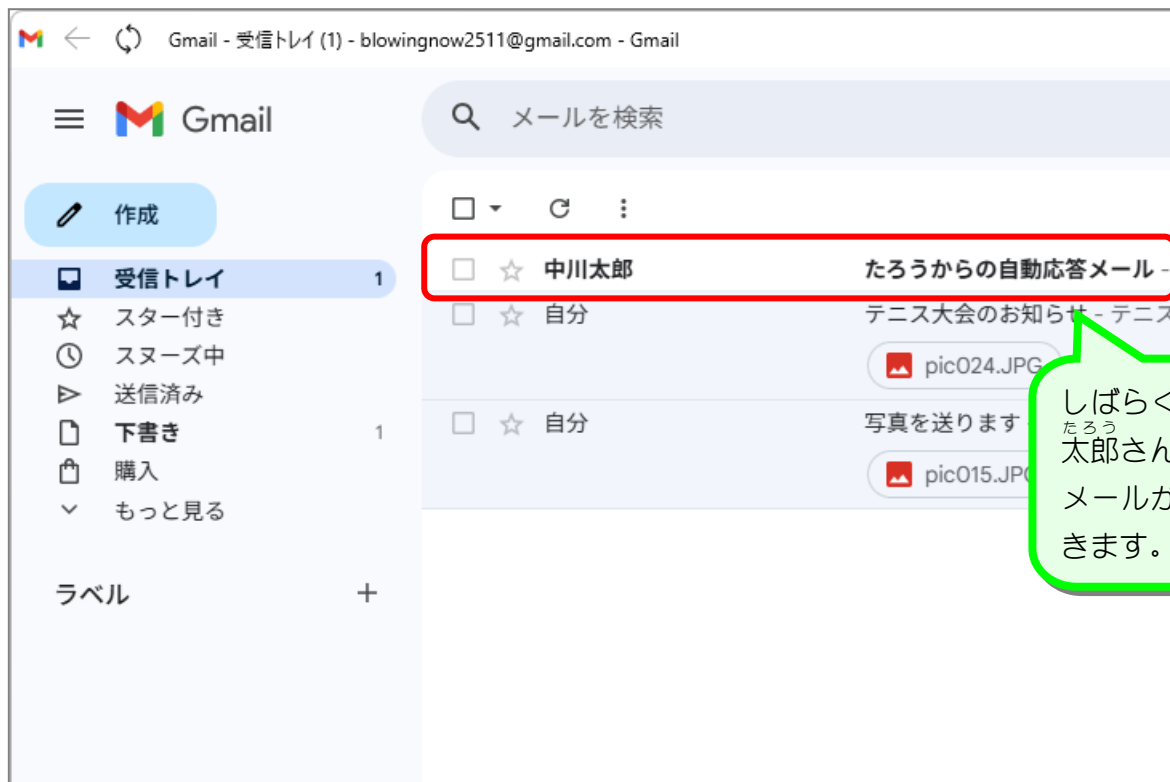 Gmail - 受信トレイ (1) - blowingnow2511@gmail.com - Gmail
Gmail
メールを検索
作成
受信トレイ 1
スター付き
スヌーズ中
送信済み
下書き 1
購入
もっと見る
ラベル
中川太郎 たろうからの自動応答メール -
自分 テニス大会のお知らせ - テニス
pic024.JPG
自分 写真を送ります
pic015.JPG
しばらく
たろう
太郎さん
メールが
きます。